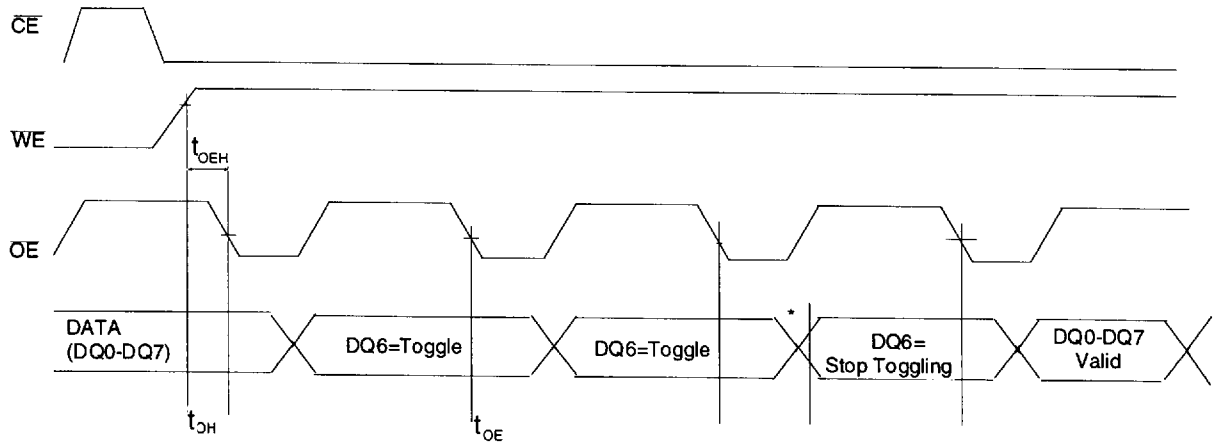 CE
WE
tOEH
OE
DATA
(DQ0-DQ7)
DQ6=Toggle
DQ6=Toggle
*
DQ6=
Stop Toggling
DQ0-DQ7
Valid
tOH
tOE